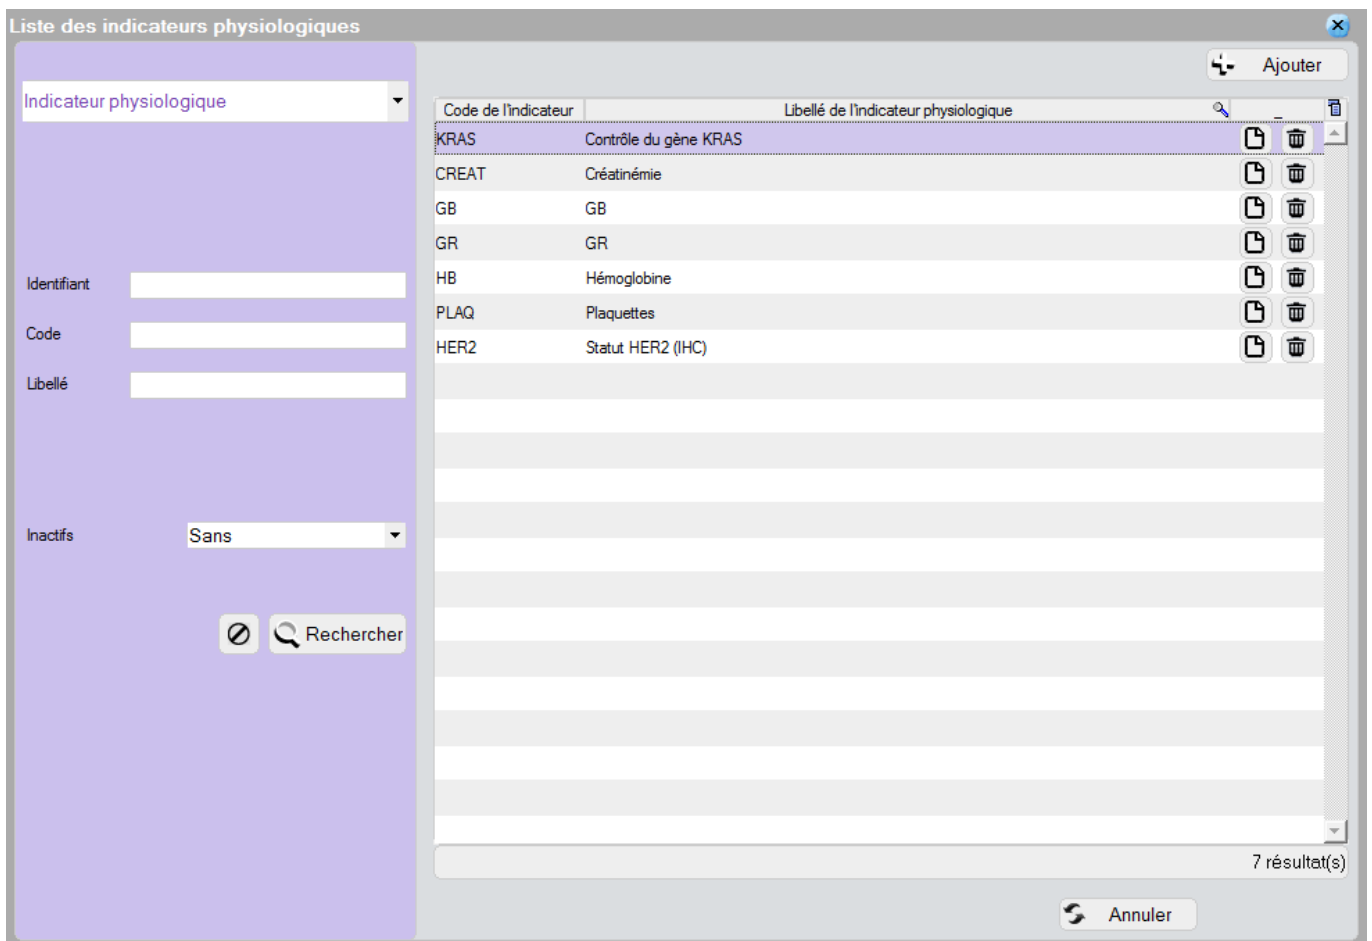 Liste des indicateurs physiologiques
Ajouter
Indicateur physiologique
Code de l'indicateur Libellé de l'indicateur physiologique _
KRAS Contrôle du gène KRAS
CREAT Créatinémie
GB GB
GR GR
Identifiant
HB Hémoglobine
PLAQ Plaquettes
Code
HER2 Statut HER2 (IHC)
Libellé
Inactifs Sans
Rechercher
7 résultat(s)
Annuler